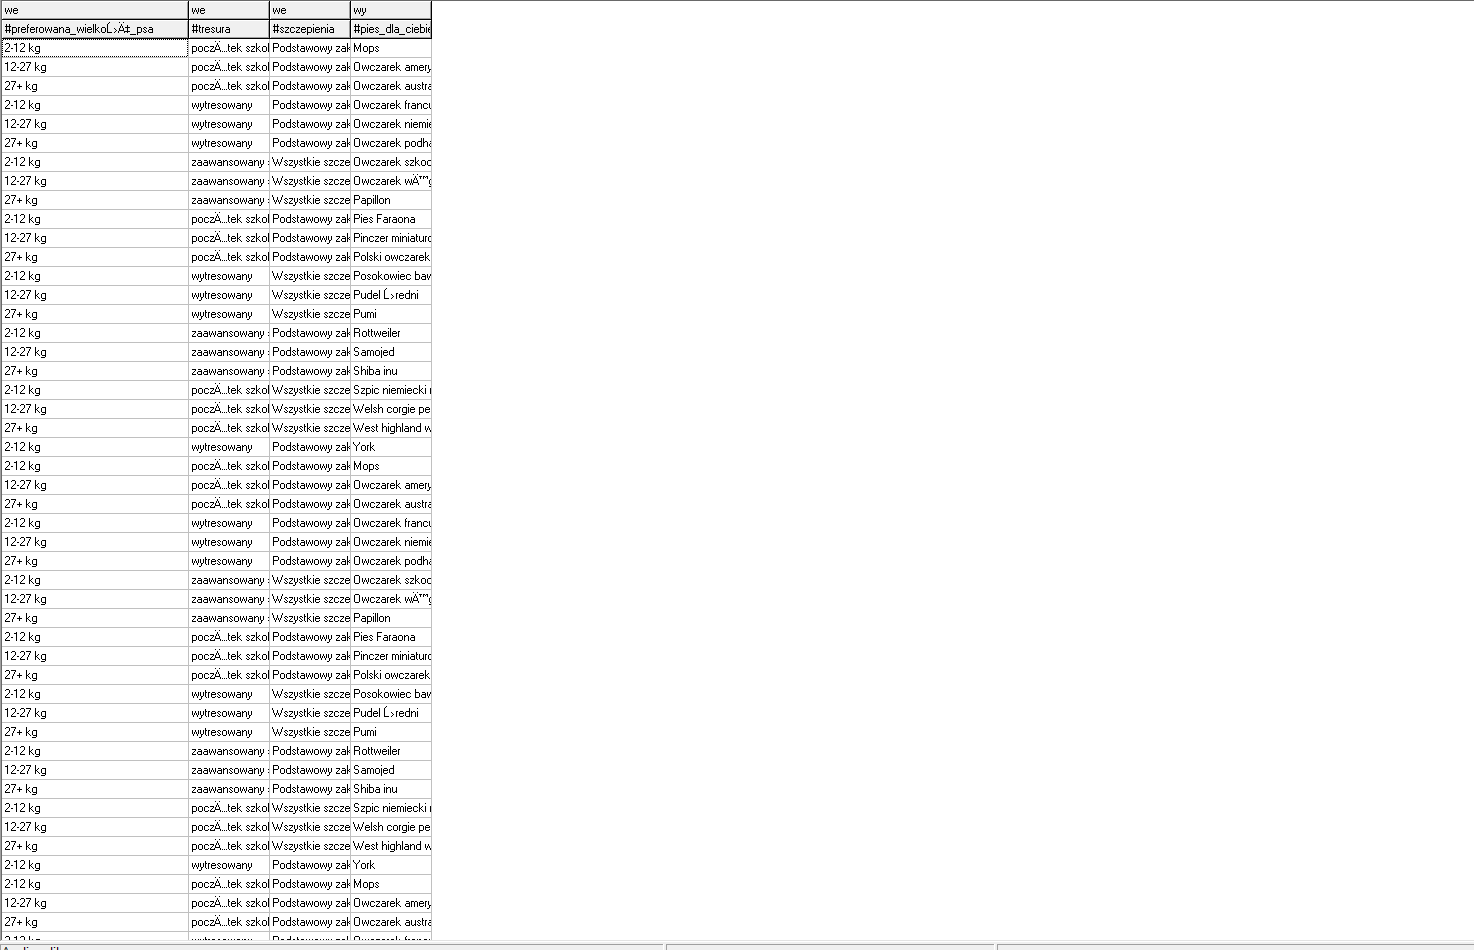 we we we wy
#preferowana_wielkoĹ›Ä‡_psa #tresura #szczepienia #pies_dla_ciebie
2-12 kg poczÄ…tek szkol Podstawowy zak Mops
12-27 kg poczÄ…tek szkol Podstawowy zak Owczarek amery
27+ kg poczÄ…tek szkol Podstawowy zak Owczarek austra
2-12 kg wytresowany Podstawowy zak Owczarek francu
12-27 kg wytresowany Podstawowy zak Owczarek niemie
27+ kg wytresowany Podstawowy zak Owczarek podha
2-12 kg zaawansowany Wszystkie szcze Owczarek szkoc
12-27 kg zaawansowany Wszystkie szcze Owczarek wÄ™g
27+ kg zaawansowany Wszystkie szcze Papillon
2-12 kg poczÄ…tek szkol Podstawowy zak Pies Faraona
12-27 kg poczÄ…tek szkol Podstawowy zak Pinczer miniaturo
27+ kg poczÄ…tek szkol Podstawowy zak Polski owczarek
2-12 kg wytresowany Wszystkie szcze Posokowiec baw
12-27 kg wytresowany Wszystkie szcze Pudel Ĺ›redni
27+ kg wytresowany Wszystkie szcze Pumi
2-12 kg zaawansowany Podstawowy zak Rottweiler
12-27 kg zaawansowany Podstawowy zak Samojed
27+ kg zaawansowany Podstawowy zak Shiba inu
2-12 kg poczÄ…tek szkol Wszystkie szcze Szpic niemiecki
12-27 kg poczÄ…tek szkol Wszystkie szcze Welsh corgie pe
27+ kg poczÄ…tek szkol Wszystkie szcze West highland w
2-12 kg wytresowany Podstawowy zak York
2-12 kg poczÄ…tek szkol Podstawowy zak Mops
12-27 kg poczÄ…tek szkol Podstawowy zak Owczarek amery
27+ kg poczÄ…tek szkol Podstawowy zak Owczarek austra
2-12 kg wytresowany Podstawowy zak Owczarek francu
12-27 kg wytresowany Podstawowy zak Owczarek niemie
27+ kg wytresowany Podstawowy zak Owczarek podha
2-12 kg zaawansowany Wszystkie szcze Owczarek szkoc
12-27 kg zaawansowany Wszystkie szcze Owczarek wÄ™g
27+ kg zaawansowany Wszystkie szcze Papillon
2-12 kg poczÄ…tek szkol Podstawowy zak Pies Faraona
12-27 kg poczÄ…tek szkol Podstawowy zak Pinczer miniaturo
27+ kg poczÄ…tek szkol Podstawowy zak Polski owczarek
2-12 kg wytresowany Wszystkie szcze Posokowiec baw
12-27 kg wytresowany Wszystkie szcze Pudel Ĺ›redni
27+ kg wytresowany Wszystkie szcze Pumi
2-12 kg zaawansowany Podstawowy zak Rottweiler
12-27 kg zaawansowany Podstawowy zak Samojed
27+ kg zaawansowany Podstawowy zak Shiba inu
2-12 kg poczÄ…tek szkol Wszystkie szcze Szpic niemiecki
12-27 kg poczÄ…tek szkol Wszystkie szcze Welsh corgie pe
27+ kg poczÄ…tek szkol Wszystkie szcze West highland w
2-12 kg wytresowany Podstawowy zak York
2-12 kg poczÄ…tek szkol Podstawowy zak Mops
12-27 kg poczÄ…tek szkol Podstawowy zak Owczarek amery
27+ kg poczÄ…tek szkol Podstawowy zak Owczarek austra